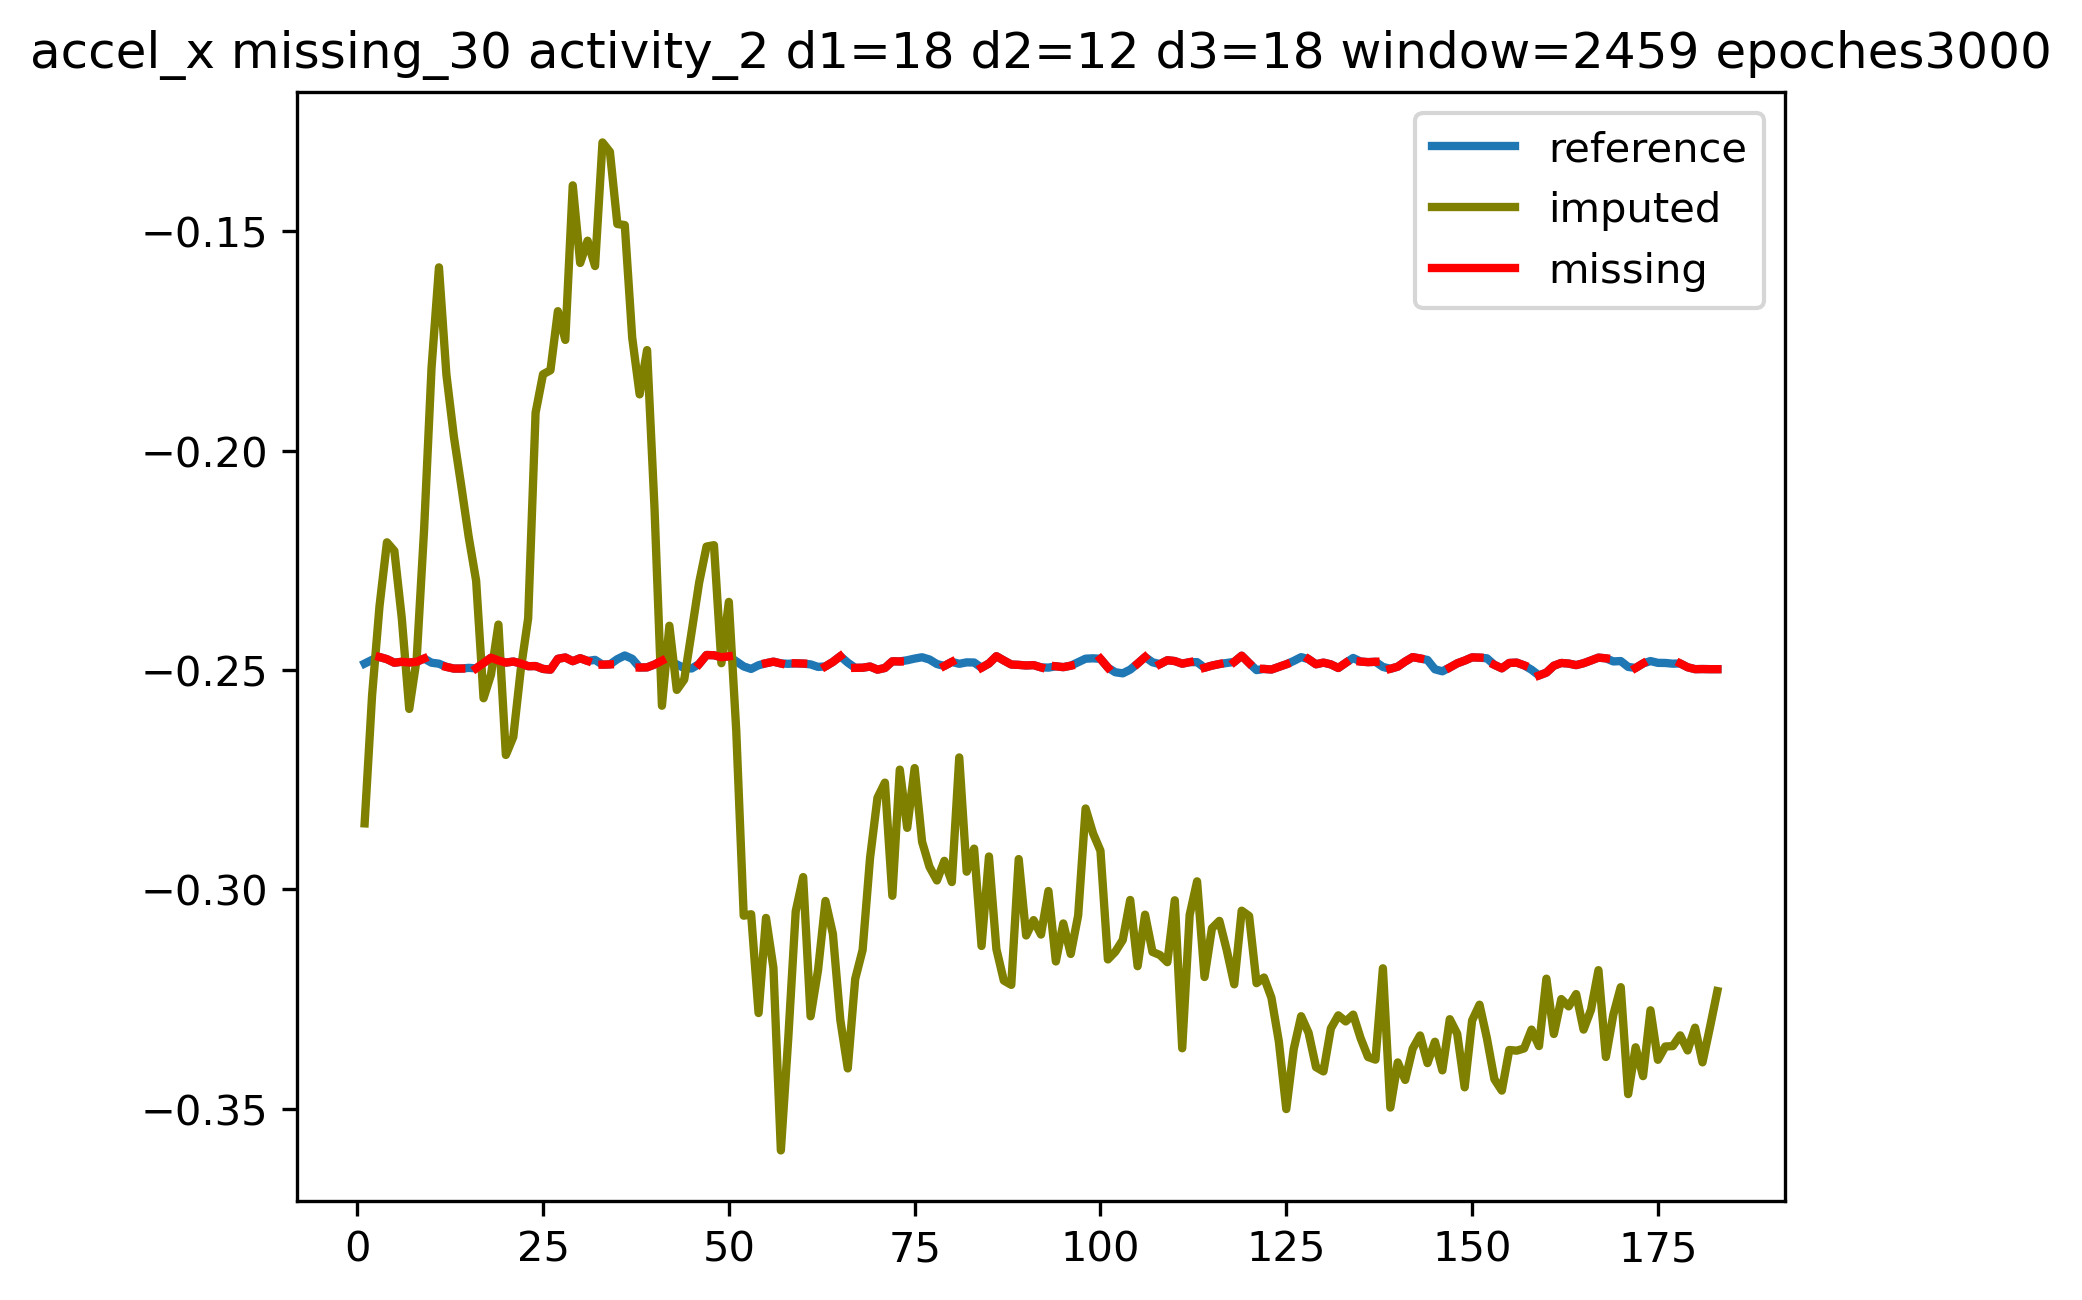 accel_x missing_30 activity_2 d1=18 d2=12 d3=18 window=2459 epoches3000
reference
imputed
missing
−0.15
−0.20
−0.25
−0.30
−0.35
0 25 50 75 100 125 150 175